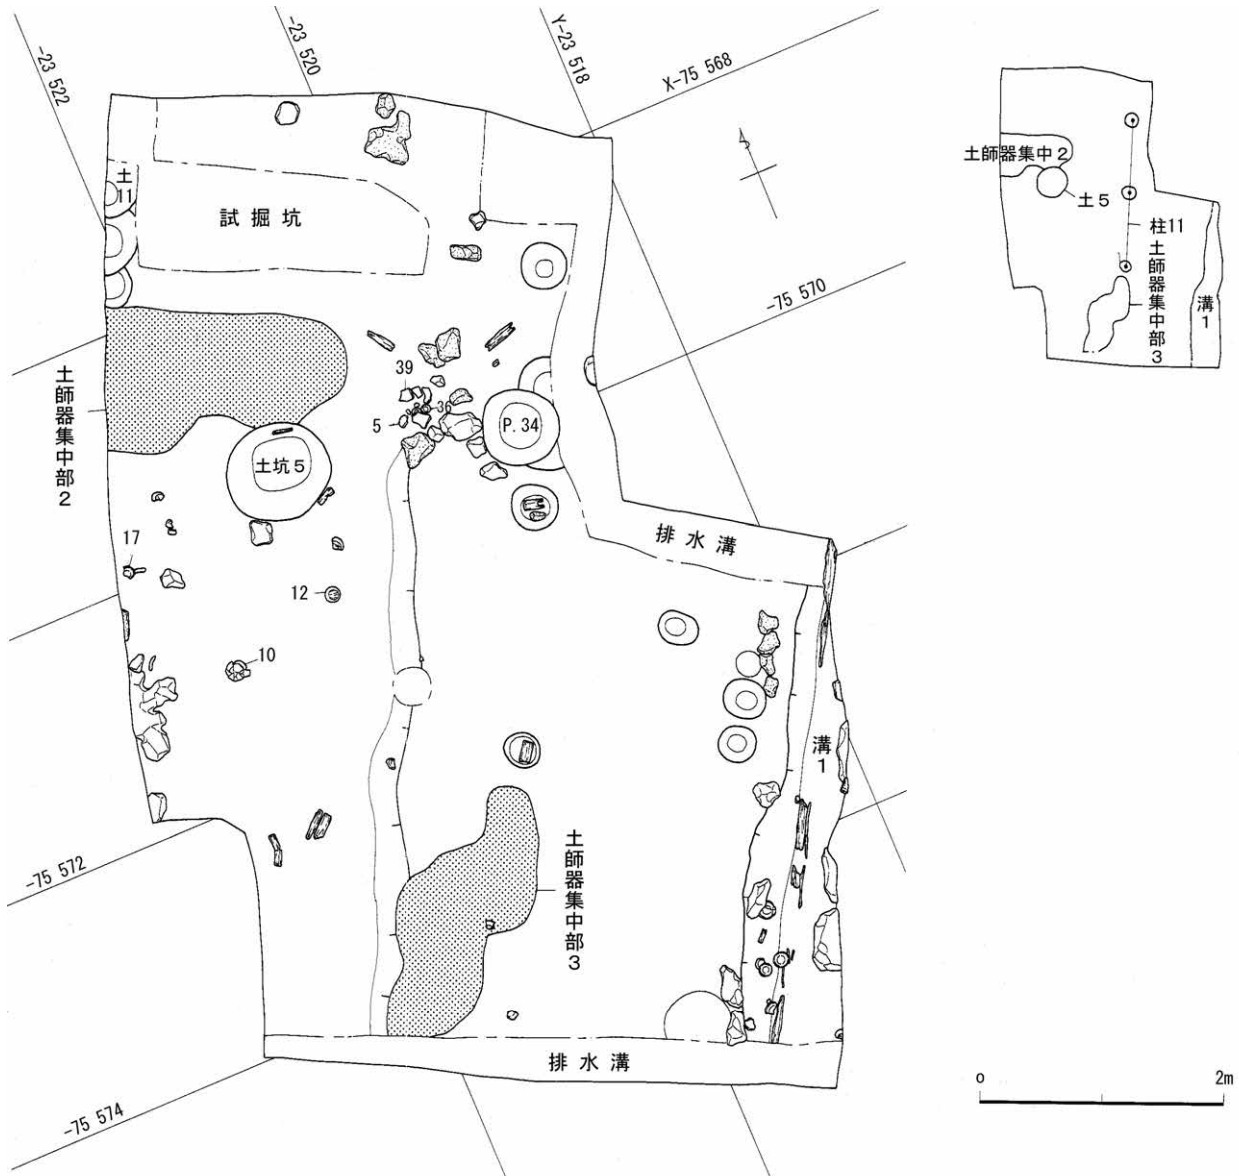 -23 522
-23 520
Y-23 518
X-75 568
-75 570
土
11
試掘坑
土師器集中部2
39
36
5
P.34
土坑5
17
12
10
排水溝
溝1
土師器集中部3
-75 572
-75 574
排水溝
土師器集中2
土5
柱11
土師器集中部3
溝1
0
2m